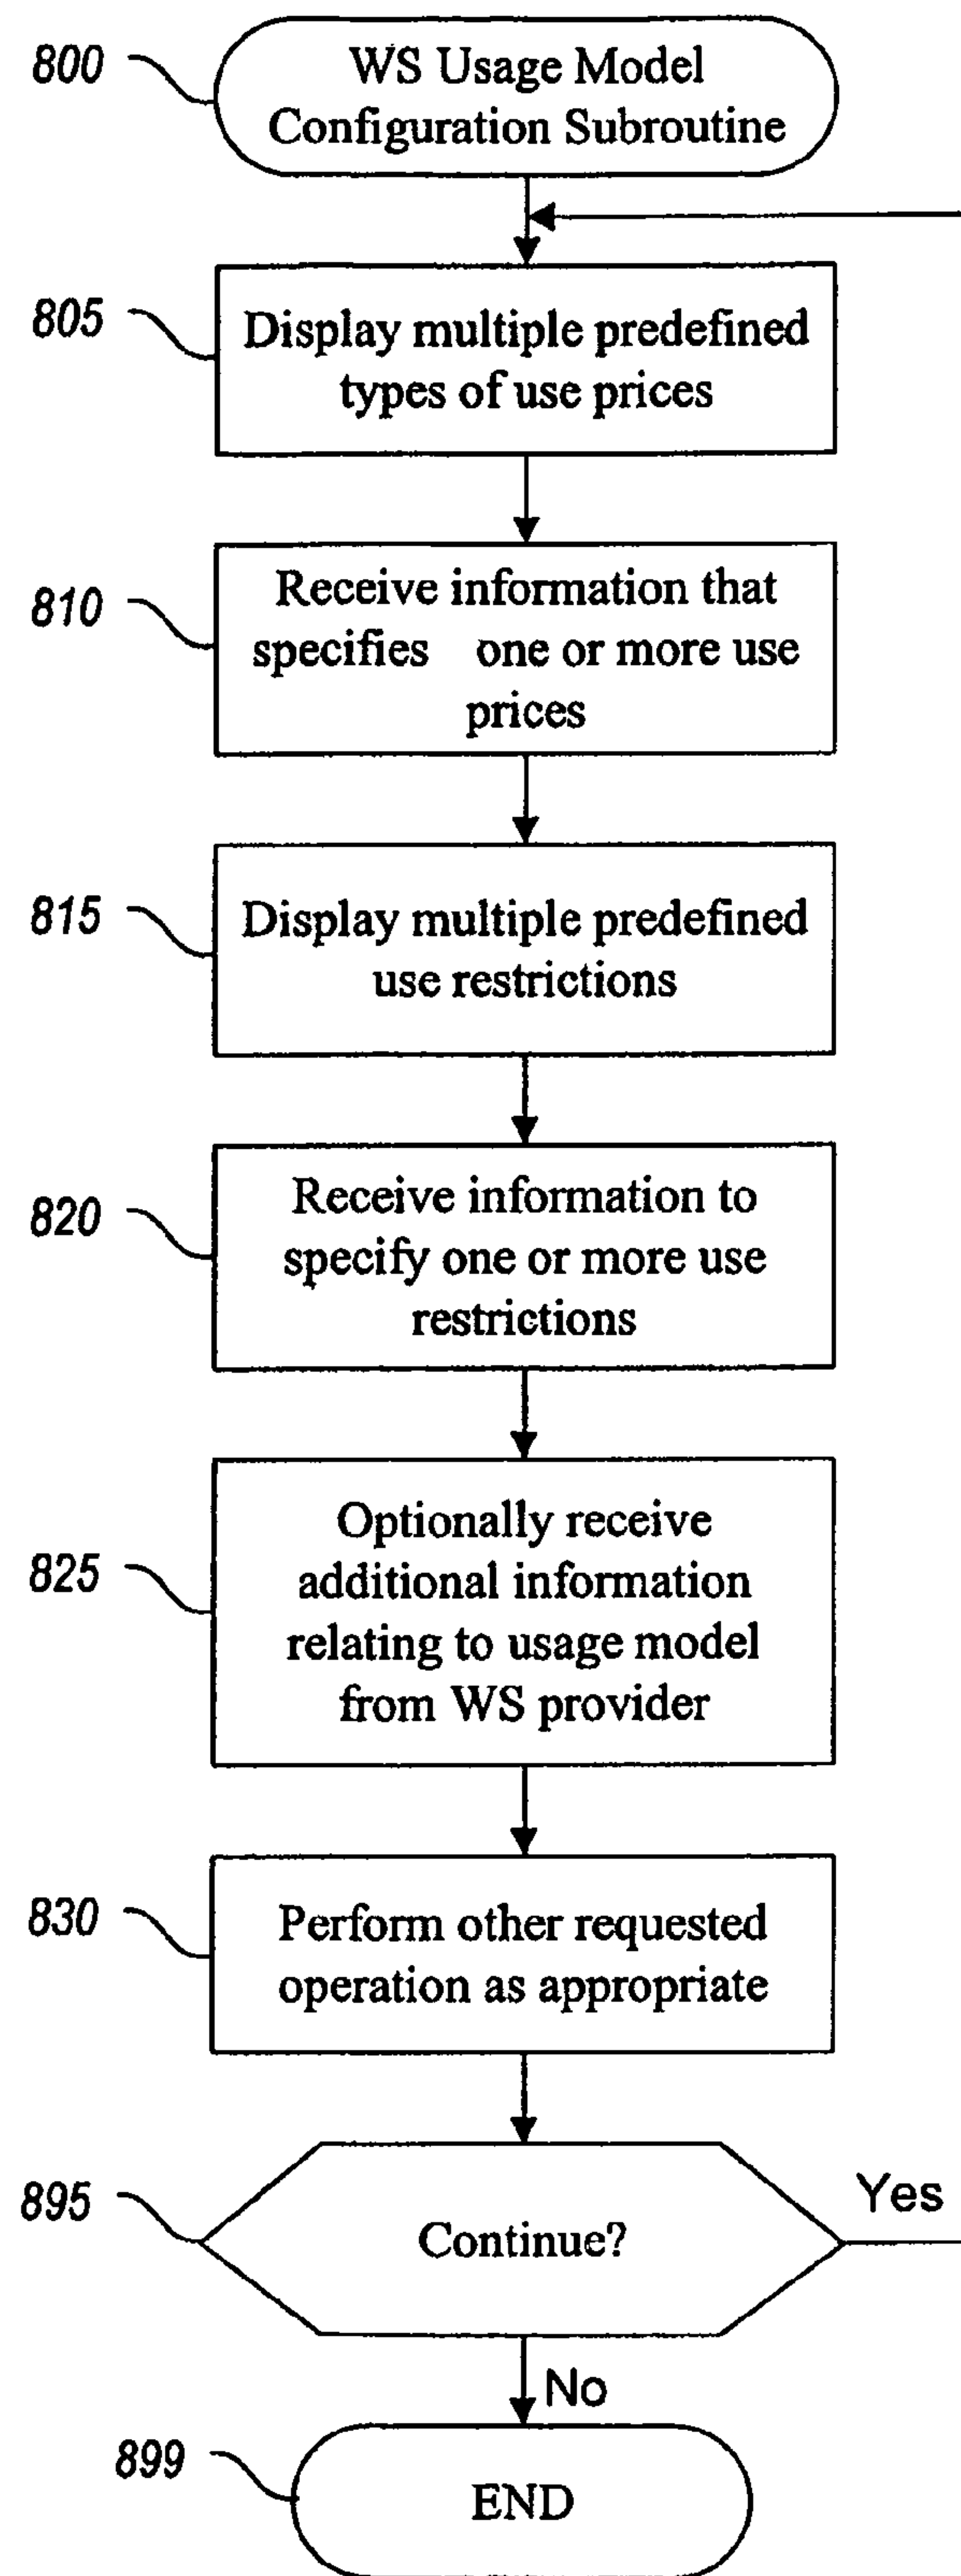 800
WS Usage Model
Configuration Subroutine
805
Display multiple predefined
types of use prices
810
Receive information that
specifies one or more use
prices
815
Display multiple predefined
use restrictions
820
Receive information to
specify one or more use
restrictions
825
Optionally receive
additional information
relating to usage model
from WS provider
830
Perform other requested
operation as appropriate
895
Continue?
Yes
No
899
END